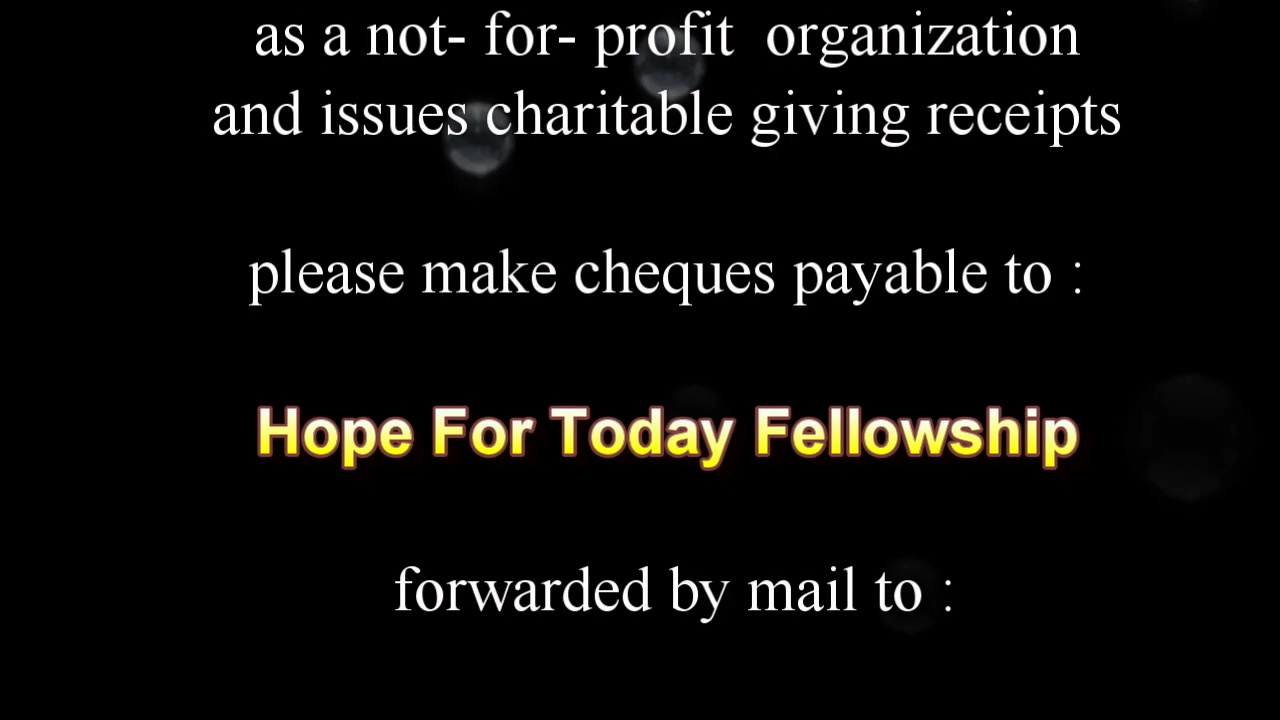 as a not- for- profit organization
and issues charitable giving receipts
please make cheques payable to :
Hope For Today Fellowship
forwarded by mail to :